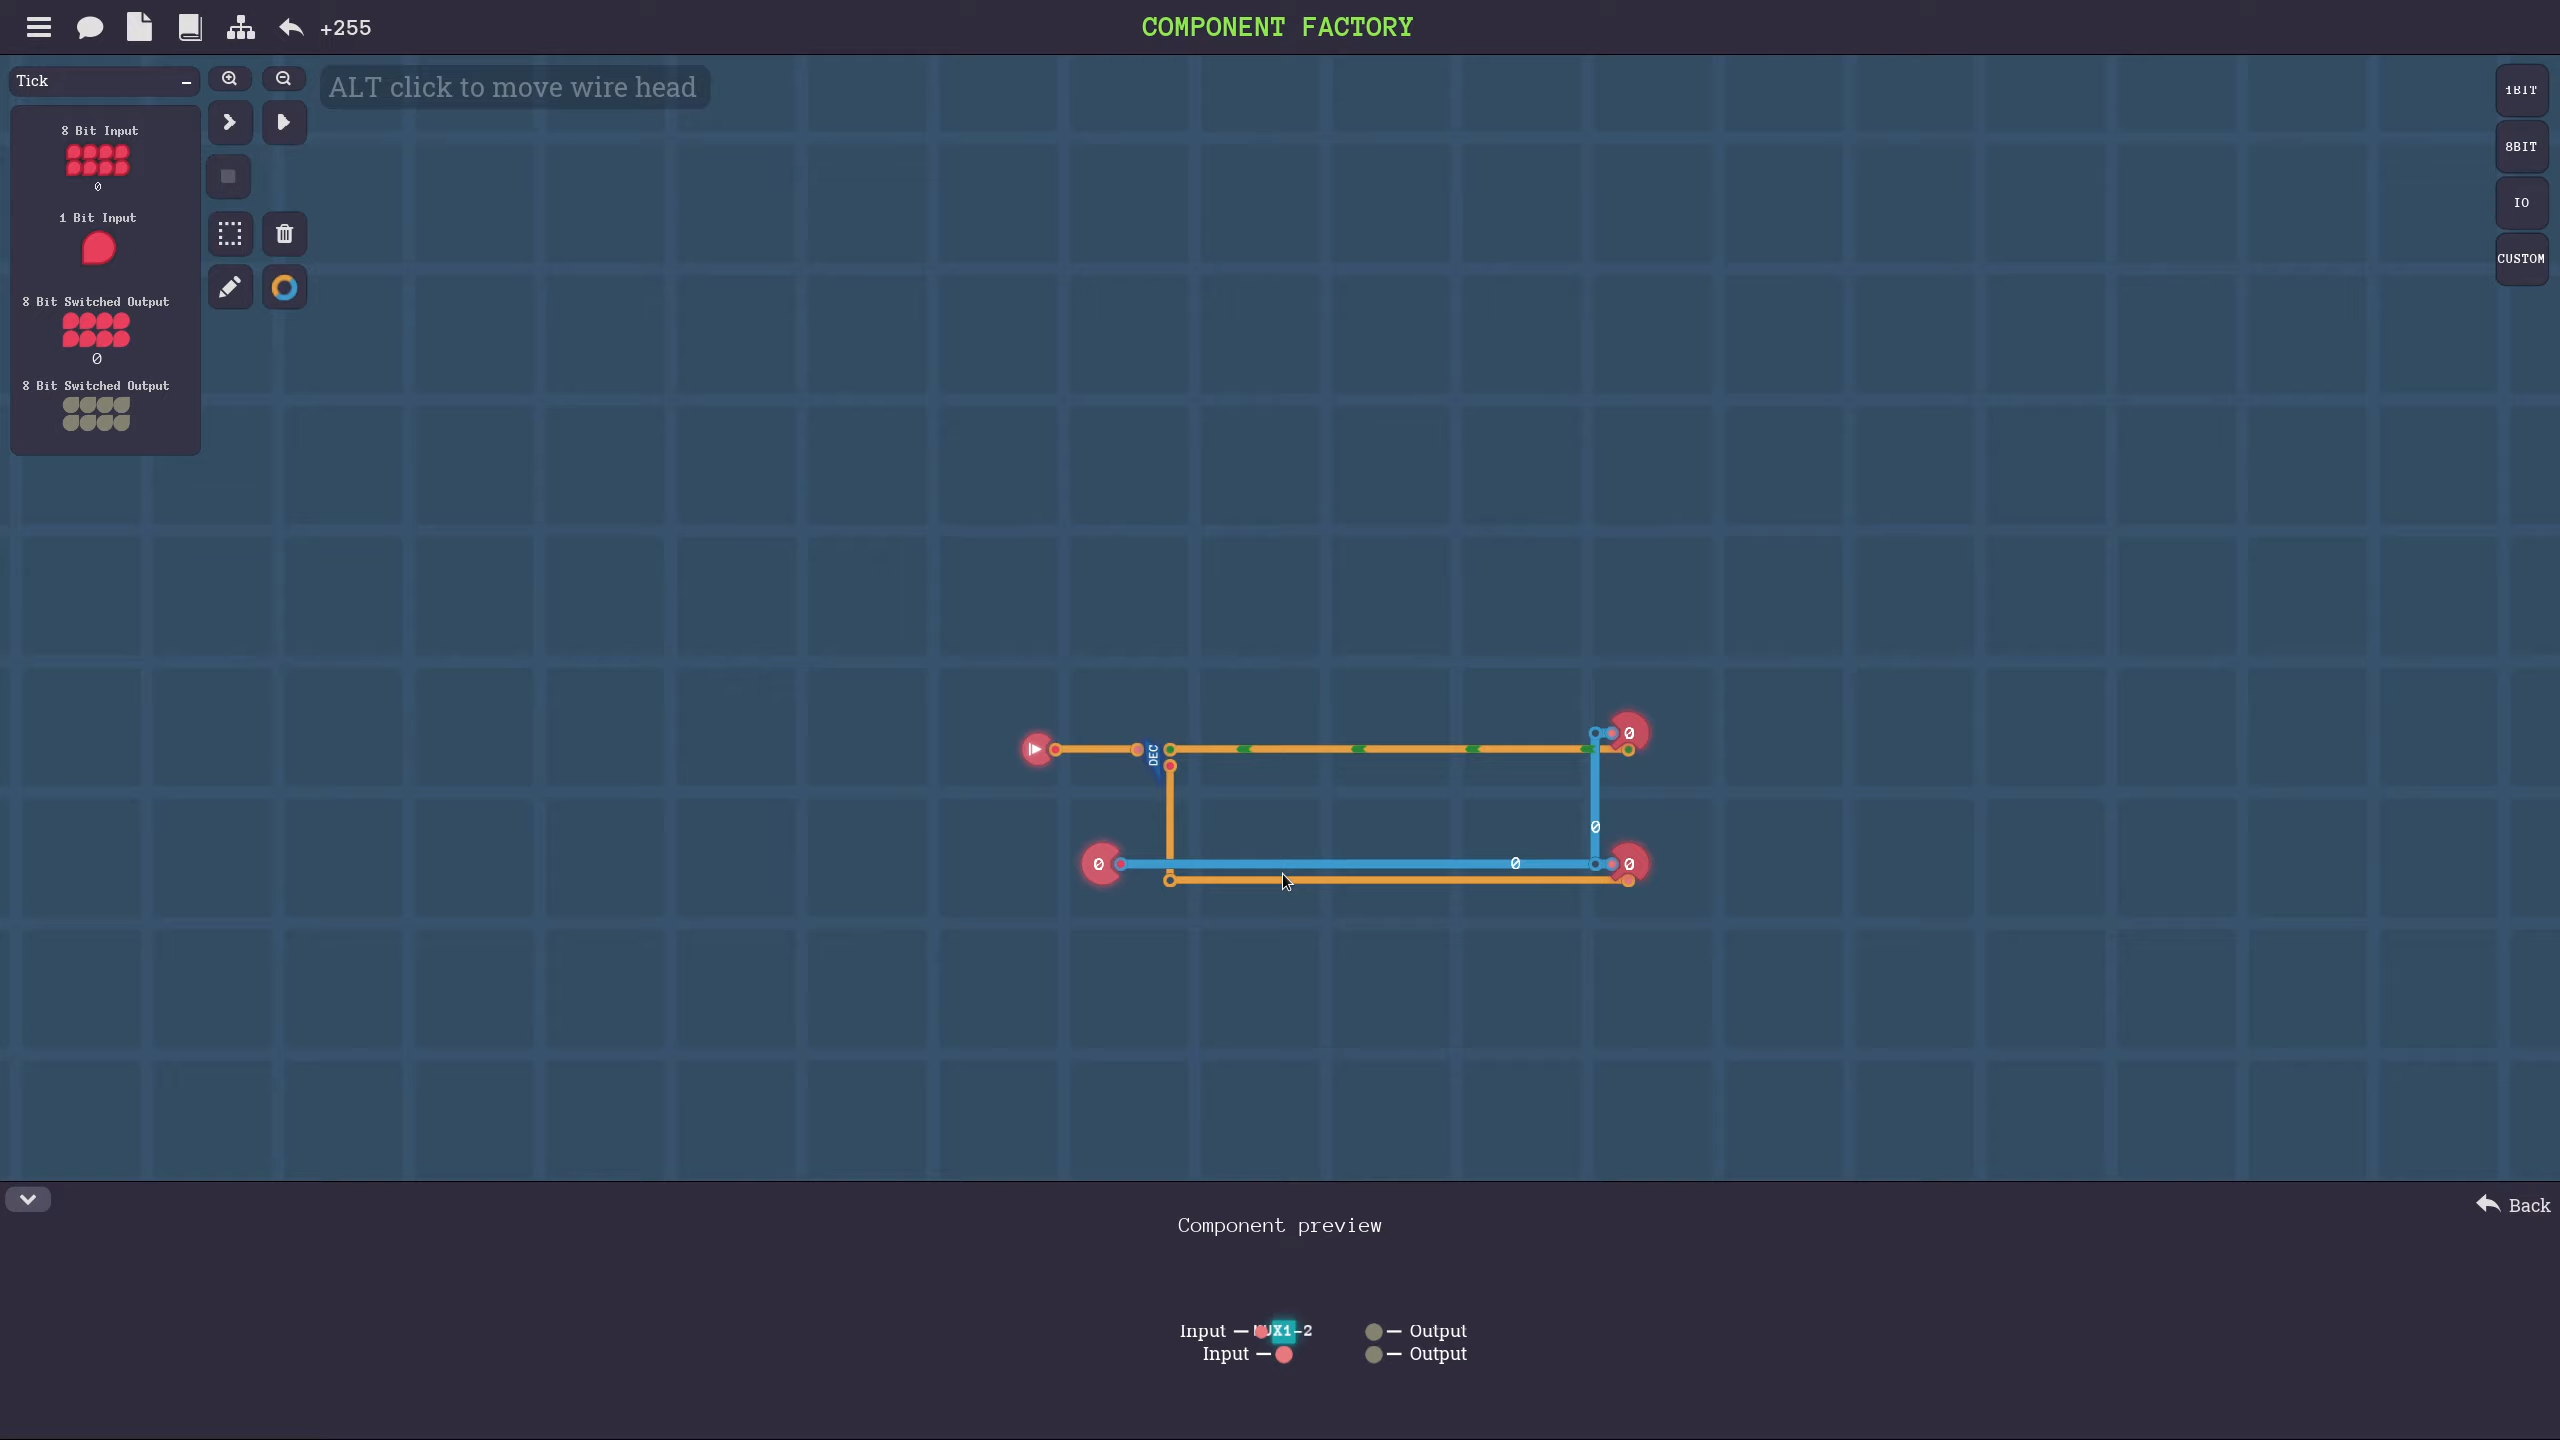 +255
COMPONENT FACTORY
Tick
ALT click to move wire head
8 Bit Input
0
1 Bit Input
8 Bit Switched Output
0
8 Bit Switched Output
1BIT
8BIT
IO
CUSTOM
0
DEC
0
0
0
0
Back
Component preview
Input
UX1-2
Output
Input
Output